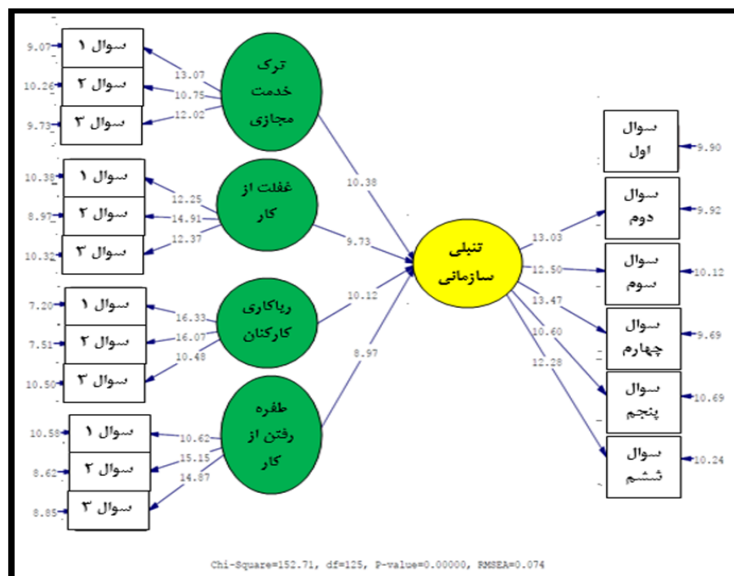 9.07
سوال ۱
10.26
سوال ۲
9.73
سوال ۳
13.07
10.75
12.02
ترک
خدمت
مجازی
10.38
سوال ۱
8.97
سوال ۲
10.32
سوال ۳
12.25
14.91
12.37
غفلت از
کار
7.20
سوال ۱
7.51
سوال ۲
10.50
سوال ۳
16.33
16.07
10.48
ریاکاری
کارکنان
10.58
سوال ۱
8.62
سوال ۲
8.85
سوال ۳
10.62
15.15
14.87
طفره
رفتن از
کار
10.38
9.73
10.12
8.97
تنبلی
سازمانی
13.03
12.50
13.47
10.60
12.28
سوال
اول
9.90
سوال
دوم
9.92
سوال
سوم
10.12
سوال
چهارم
9.69
سوال
پنجم
10.69
سوال
ششم
10.24
Chi-Square=152.71, df=125, P-value=0.00000, RMSEA=0.074